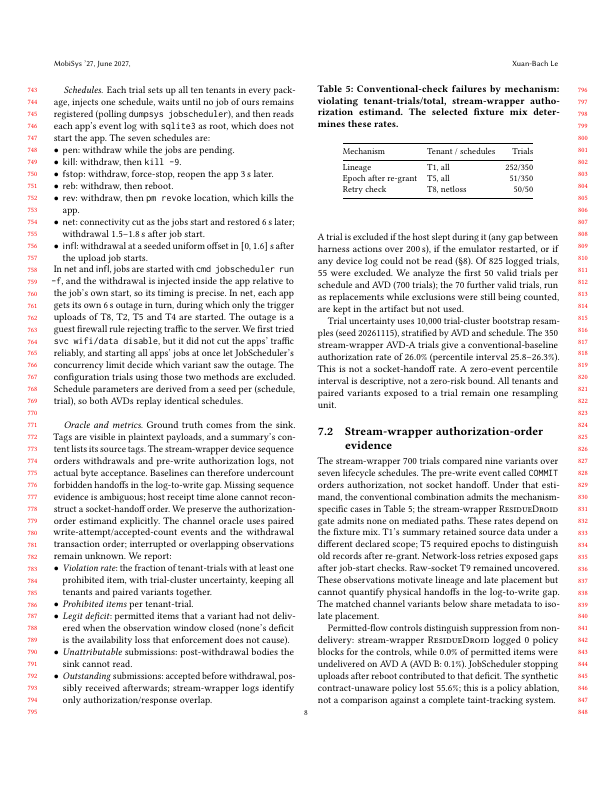 MobiSys '27, June 2027,
Xuan-Bach Le
743 Schedules. Each trial sets up all ten tenants in every pack-
744 age, injects one schedule, waits until no job of ours remains
745 registered (polling dumpsys jobscheduler), and then reads
746 each app's event log with sqlite3 as root, which does not
747 start the app. The seven schedules are:
748 • pen: withdraw while the jobs are pending.
749 • kill: withdraw, then kill -9.
750 • fstop: withdraw, force-stop, reopen the app 3 s later.
751 • reb: withdraw, then reboot.
752 • rev: withdraw, then pm revoke location, which kills the
753 app.
754 • net: connectivity cut as the jobs start and restored 6 s later;
755 withdrawal 1.5–1.8 s after job start.
756 • infl: withdrawal at a seeded uniform offset in [0, 1.6] s after
757 the upload job starts.
758 In net and infl, jobs are started with cmd jobscheduler run
759 -f, and the withdrawal is injected inside the app relative
760 to the job's own start, so its timing is precise. In net, each app
761 gets its own 6 s outage in turn, during which only the trigger
762 uploads of T8, T2, T5 and T4 are started. The outage is a
763 guest firewall rule rejecting traffic to the server. We first tried
764 svc wifi/data disable, but it did not cut the apps' traffic
765 reliably, and starting all apps' jobs at once let JobScheduler's
766 concurrency limit decide which variant saw the outage. The
767 configuration trials using those two methods are excluded.
768 Schedule parameters are derived from a seed per (schedule,
769 trial), so both AVDs replay identical schedules.
770
771 Oracle and metrics. Ground truth comes from the sink.
772 Tags are visible in plaintext payloads, and a summary's con-
773 tent lists its source tags. The stream-wrapper device sequence
774 orders withdrawals and pre-write authorization logs, not
775 actual byte acceptance. Baselines can therefore undercount
776 forbidden handoffs in the log-to-write gap. Missing sequence
777 evidence is ambiguous; host receipt time alone cannot recon-
778 struct a socket-handoff order. We preserve the authorization-
779 order estimand explicitly. The channel oracle uses paired
780 write-attempt/accepted-count events and the withdrawal
781 transaction order; interrupted or overlapping observations
782 remain unknown. We report:
783 • Violation rate: the fraction of tenant-trials with at least one
784 prohibited item, with trial-cluster uncertainty, keeping all
785 tenants and paired variants together.
786 • Prohibited items per tenant-trial.
787 • Legit deficit: permitted items that a variant had not deliv-
788 ered when the observation window closed (none's deficit
789 is the availability loss that enforcement does not cause).
790 • Unattributable submissions: post-withdrawal bodies the
791 sink cannot read.
792 • Outstanding submissions: accepted before withdrawal, pos-
793 sibly received afterwards; stream-wrapper logs identify
794 only authorization/response overlap.
795
Table 5: Conventional-check failures by mechanism: 796
violating tenant-trials/total, stream-wrapper autho- 797
rization estimand. The selected fixture mix deter- 798
mines these rates. 799
800
Mechanism Tenant / schedules Trials 801
802
Lineage T1, all 252/350 803
Epoch after re-grant T5, all 51/350 804
Retry check T8, netloss 50/50 805
806
807
808
A trial is excluded if the host slept during it (any gap between 809
harness actions over 200 s), if the emulator restarted, or if 810
any device log could not be read (§8). Of 825 logged trials, 811
55 were excluded. We analyze the first 50 valid trials per 812
schedule and AVD (700 trials); the 70 further valid trials, run 813
as replacements while exclusions were still being counted, 814
are kept in the artifact but not used. 815
Trial uncertainty uses 10,000 trial-cluster bootstrap resam- 816
ples (seed 20261115), stratified by AVD and schedule. The 350 817
stream-wrapper AVD-A trials give a conventional-baseline 818
authorization rate of 26.0% (percentile interval 25.8–26.3%). 819
This is not a socket-handoff rate. A zero-event percentile 820
interval is descriptive, not a zero-risk bound. All tenants and 821
paired variants exposed to a trial remain one resampling 822
unit. 823
824
7.2 Stream-wrapper authorization-order 825
evidence 826
The stream-wrapper 700 trials compared nine variants over 827
seven lifecycle schedules. The pre-write event called COMMIT 828
orders authorization, not socket handoff. Under that esti- 829
mand, the conventional combination admits the mechanism- 830
specific cases in Table 5; the stream-wrapper ResidueDroid 831
gate admits none on mediated paths. These rates depend on 832
the fixture mix. T1's summary retained source data under a 833
different declared scope; T5 required epochs to distinguish 834
old records after re-grant. Network-loss retries exposed gaps 835
after job-start checks. Raw-socket T9 remained uncovered. 836
These observations motivate lineage and late placement but 837
cannot quantify physical handoffs in the log-to-write gap. 838
The matched channel variants below share metadata to iso- 839
late placement. 840
Permitted-flow controls distinguish suppression from non- 841
delivery: stream-wrapper ResidueDroid logged 0 policy 842
blocks for the controls, while 0.0% of permitted items were 843
undelivered on AVD A (AVD B: 0.1%). JobScheduler stopping 844
uploads after reboot contributed to that deficit. The synthetic 845
contract-unaware policy lost 55.6%; this is a policy ablation, 846
not a comparison against a complete taint-tracking system. 847
848
8